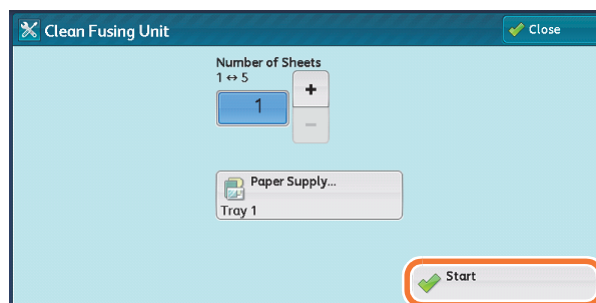 Clean Fusing Unit
Close
Number of Sheets
1 ↔ 5
1
+
−
Paper Supply...
Tray 1
Start